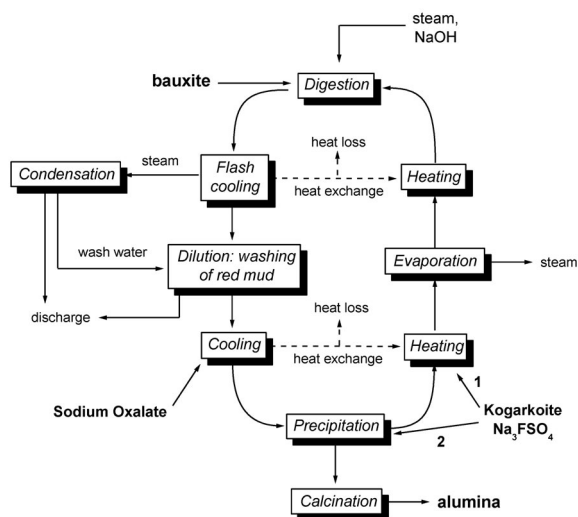 steam,
NaOH
bauxite
Digestion
heat loss
Condensation
steam
Flash
cooling
heat exchange
Heating
wash water
Dilution: washing
of red mud
Evaporation
steam
discharge
heat loss
Cooling
heat exchange
Heating
1
Sodium Oxalate
Kogarkoite
Na₃FSO₄
Precipitation
2
Calcination
alumina